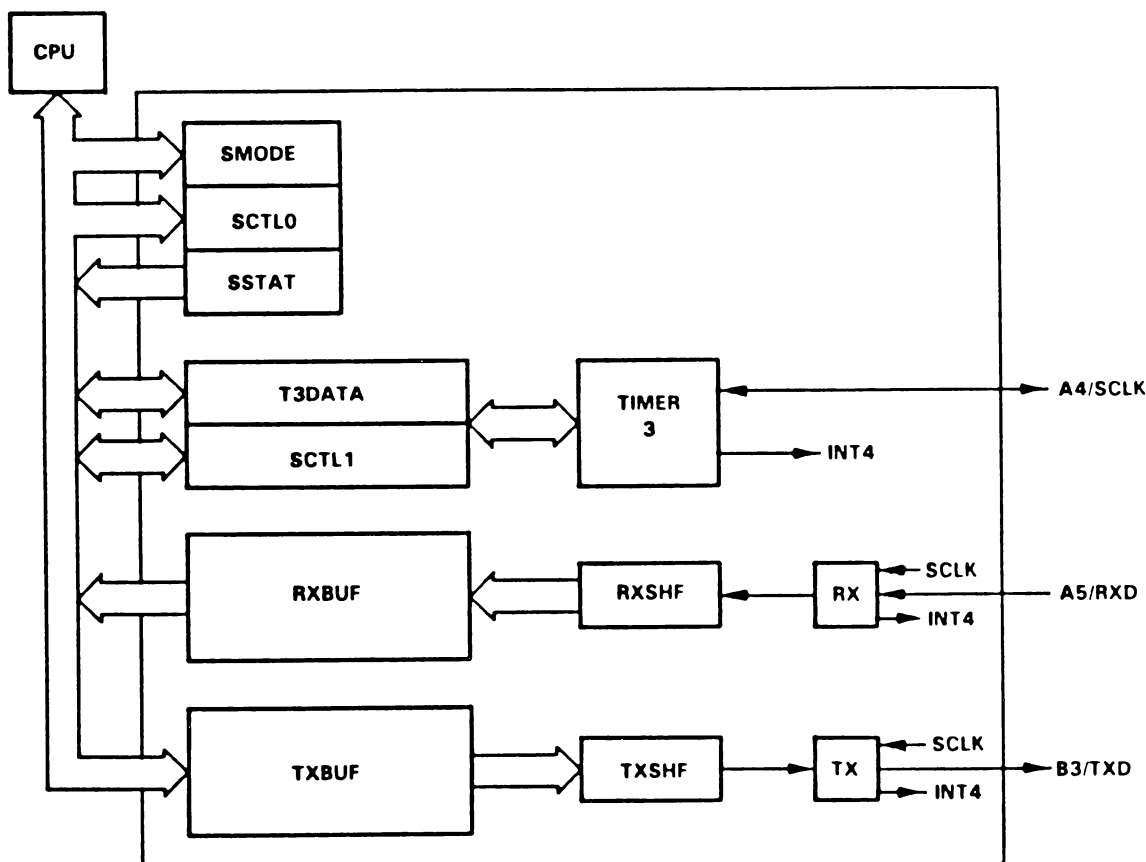 CPU
SMODE
SCTL0
SSTAT
T3DATA
SCTL1
TIMER
3
A4/SCLK
INT4
RXBUF
RXSHF
RX
SCLK
A5/RXD
INT4
TXBUF
TXSHF
TX
SCLK
B3/TXD
INT4